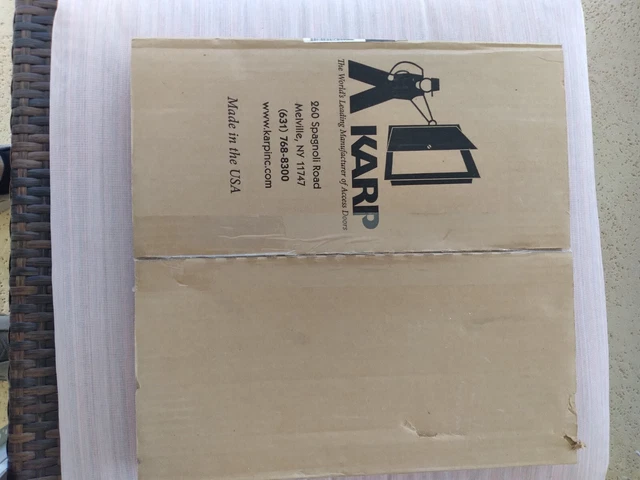 KARP
The World's Leading Manufacturer of Access Doors
260 Spagnoli Road
Melville, NY 11747
(631) 768-8300
www.karpinc.com
Made in the USA